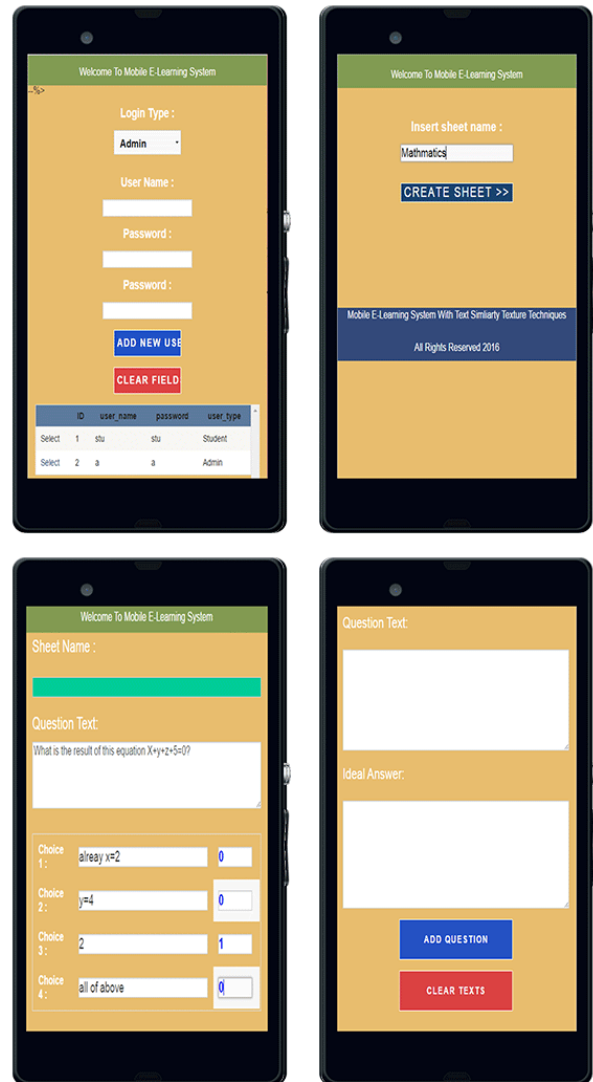 Welcome To Mobile E-Learning System
--%>
Login Type :
Admin
User Name :
Password :
Password :
ADD NEW USE
CLEAR FIELD
ID user_name password user_type
Select 1 stu stu Student
Select 2 a a Admin
Welcome To Mobile E-Learning System
Insert sheet name :
Mathmatics
CREATE SHEET >>
Mobile E-Learning System With Text Simliarty Texture Techniques
All Rights Reserved 2016
Welcome To Mobile E-Learning System
Sheet Name :
Question Text:
What is the result of this equation X+y+z+5=0?
Choice
1 :
alreay x=2 0
Choice
2 :
y=4 0
Choice
3 :
2 1
Choice
4 :
all of above 0
Question Text:
Ideal Answer:
ADD QUESTION
CLEAR TEXTS